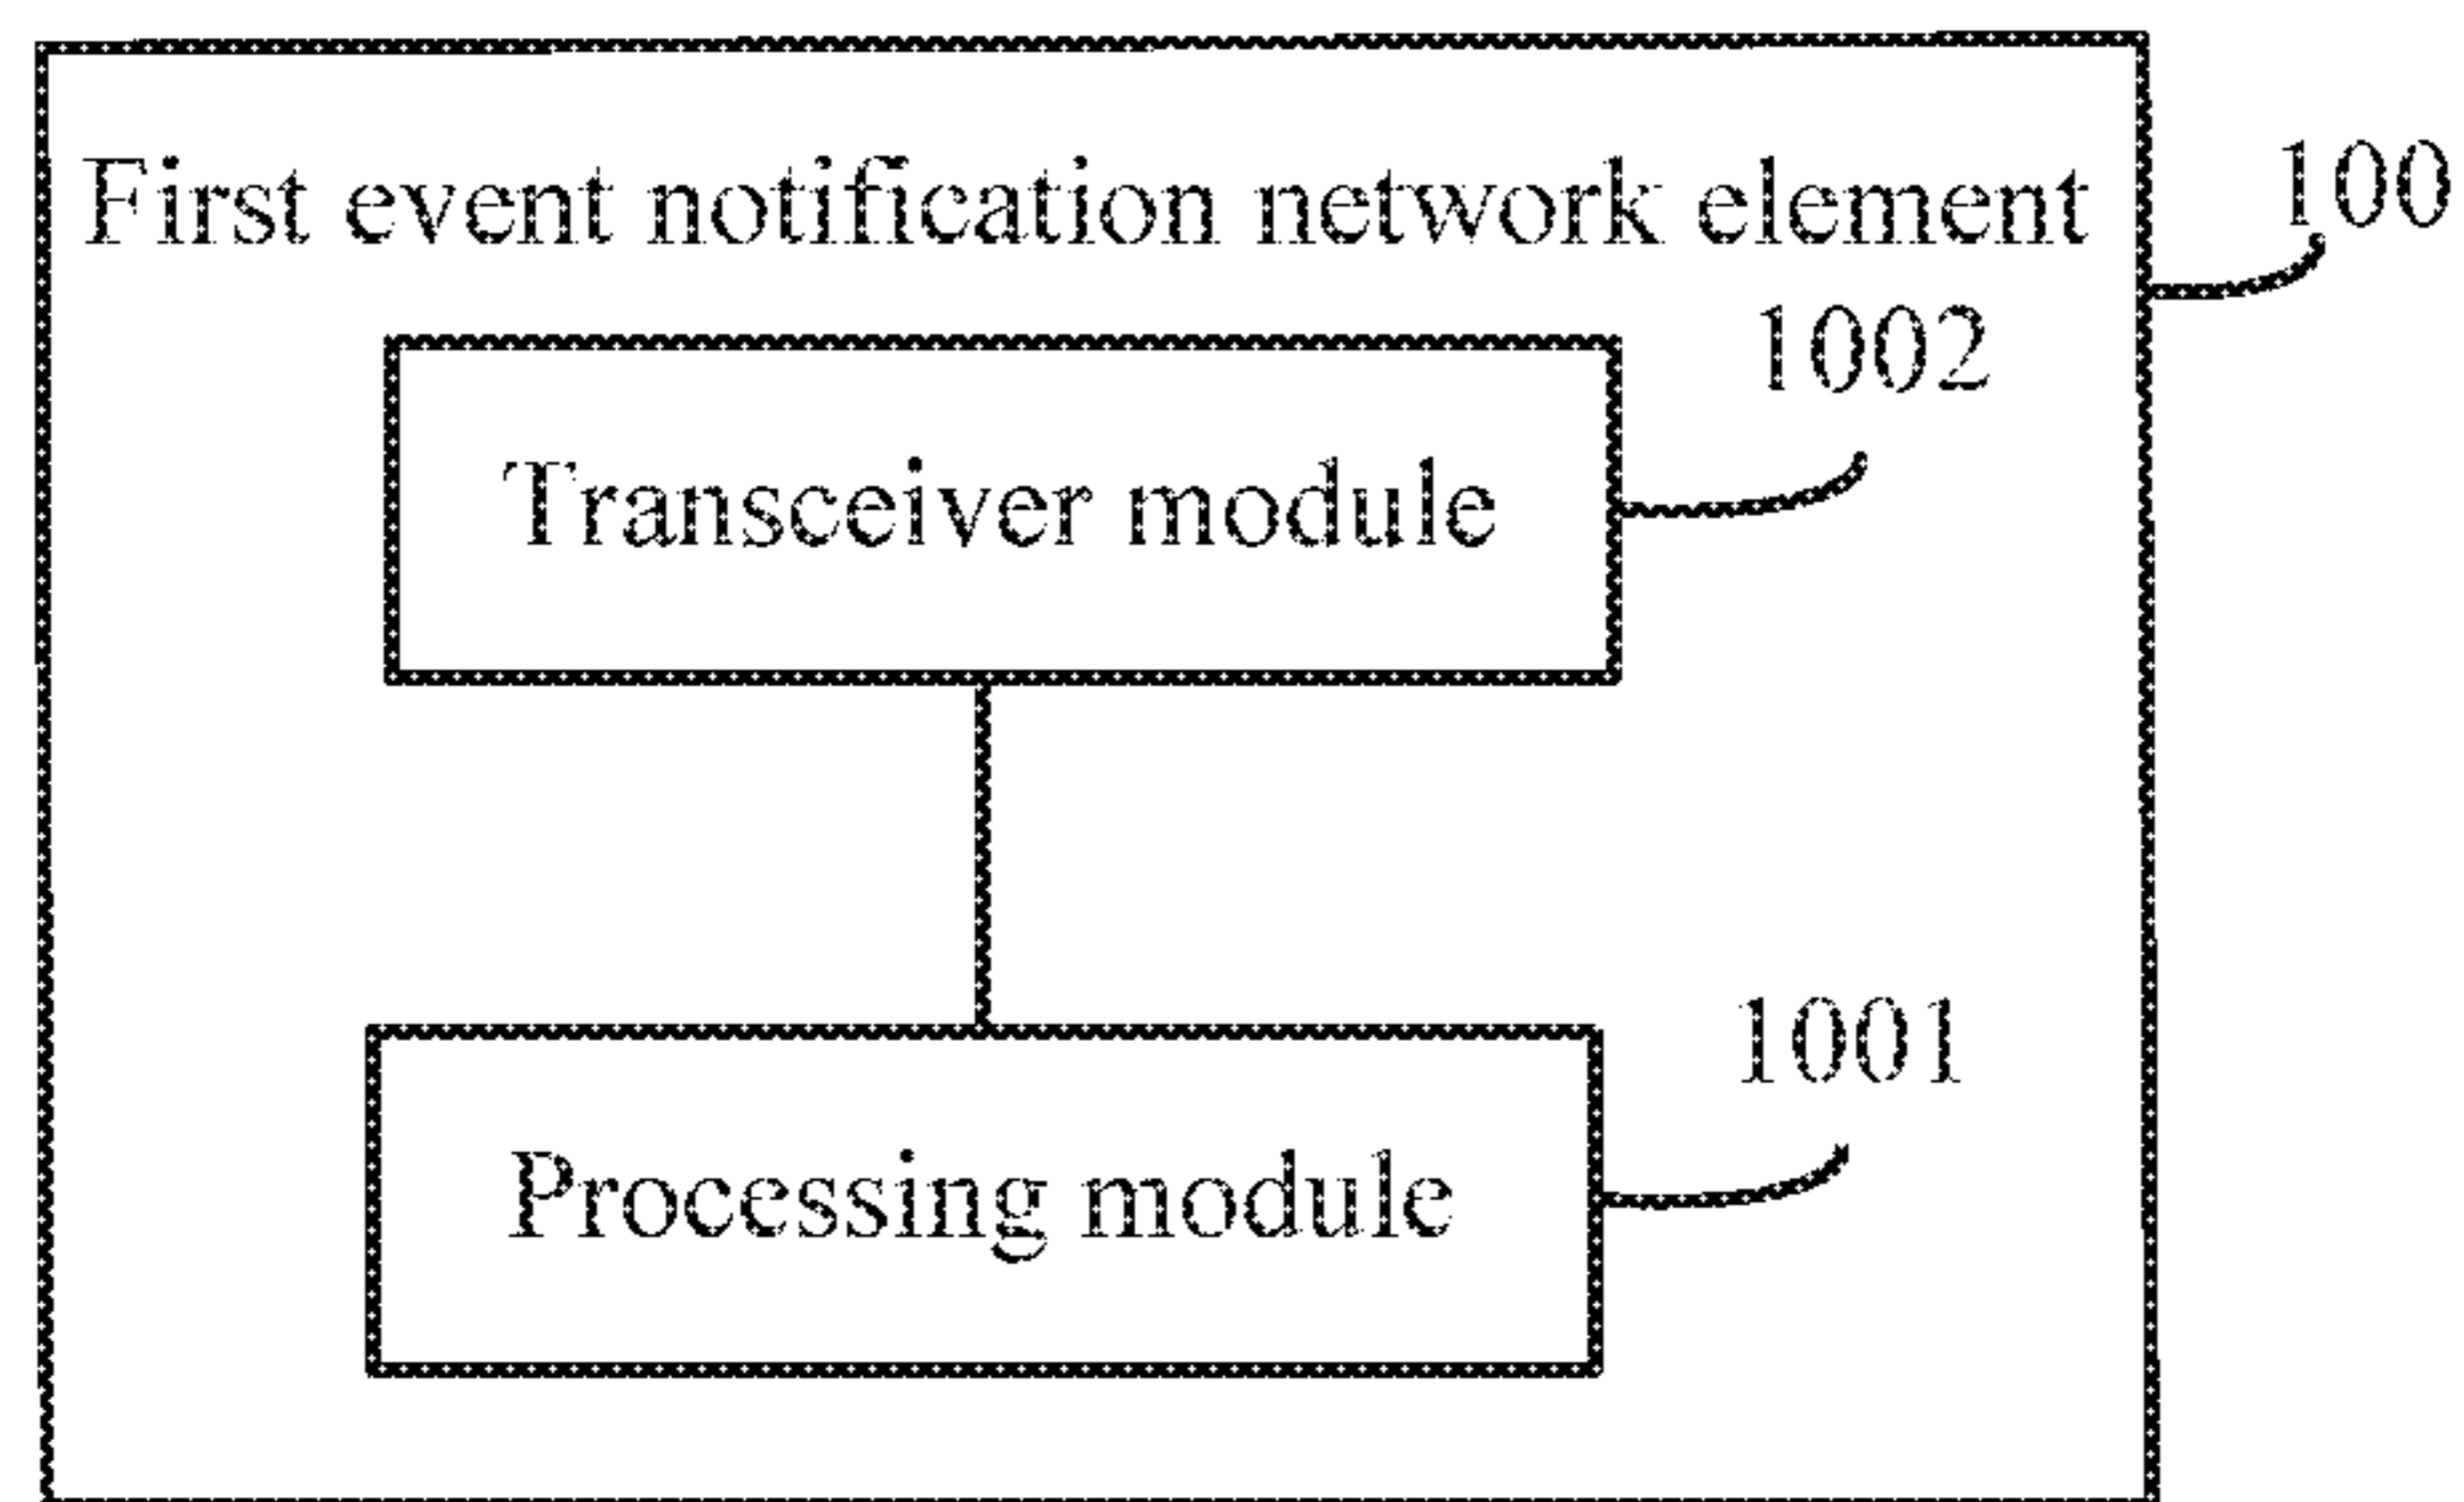 First event notification network element
100
1002
Transceiver module
1001
Processing module